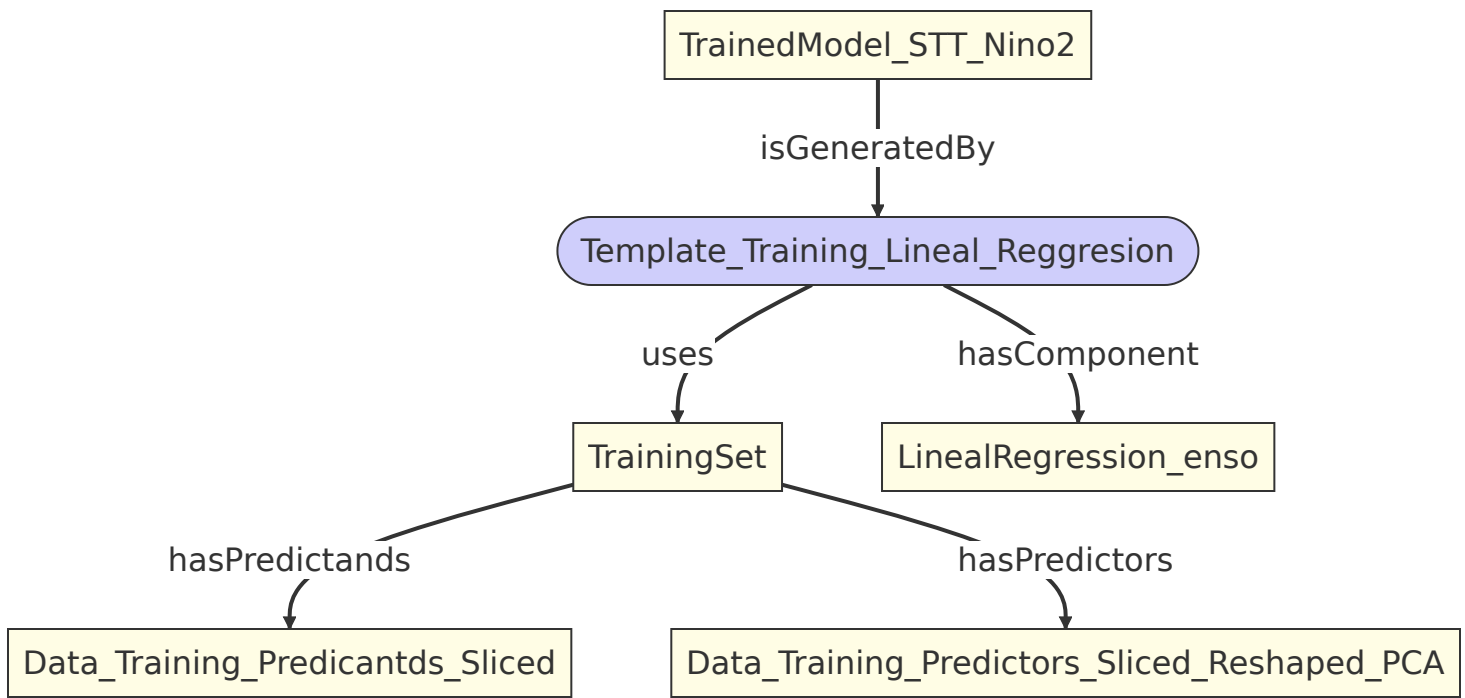 TrainedModel_STT_Nino2
isGeneratedBy
Template_Training_Lineal_Reggresion
uses
hasComponent
TrainingSet
LinealRegression_enso
hasPredictands
hasPredictors
Data_Training_Predicantds_Sliced
Data_Training_Predictors_Sliced_Reshaped_PCA